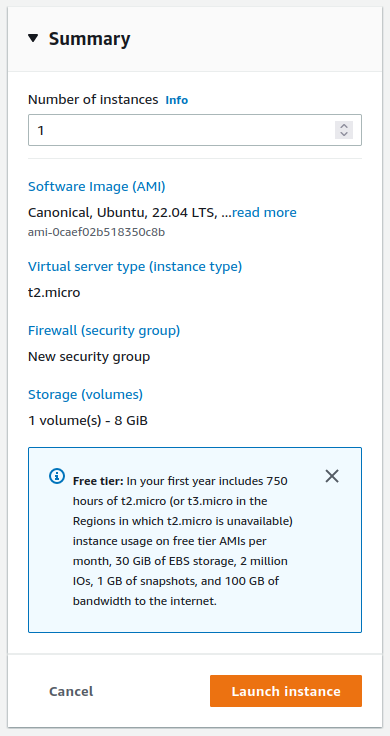 Summary
Number of instances Info
1
Software Image (AMI)
Canonical, Ubuntu, 22.04 LTS, ...read more
ami-0caef02b518350c8b
Virtual server type (instance type)
t2.micro
Firewall (security group)
New security group
Storage (volumes)
1 volume(s) - 8 GiB
Free tier: In your first year includes 750
hours of t2.micro (or t3.micro in the
Regions in which t2.micro is unavailable)
instance usage on free tier AMIs per
month, 30 GiB of EBS storage, 2 million
IOs, 1 GB of snapshots, and 100 GB of
bandwidth to the internet.
Cancel Launch instance